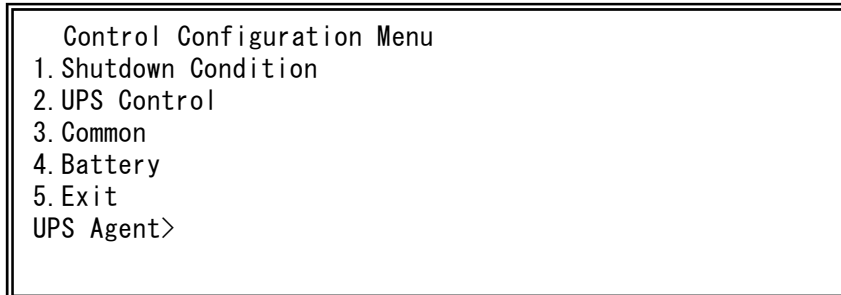 Control Configuration Menu
1.Shutdown Condition
2.UPS Control
3.Common
4.Battery
5.Exit
UPS Agent>